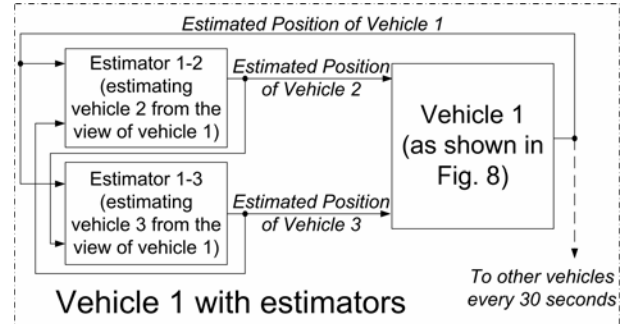 Estimated Position of Vehicle 1
Estimator 1-2
(estimating
vehicle 2 from the
view of vehicle 1)
Estimated Position
of Vehicle 2
Vehicle 1
(as shown in
Fig. 8)
Estimator 1-3
(estimating
vehicle 3 from the
view of vehicle 1)
Estimated Position
of Vehicle 3
To other vehicles
every 30 seconds
Vehicle 1 with estimators